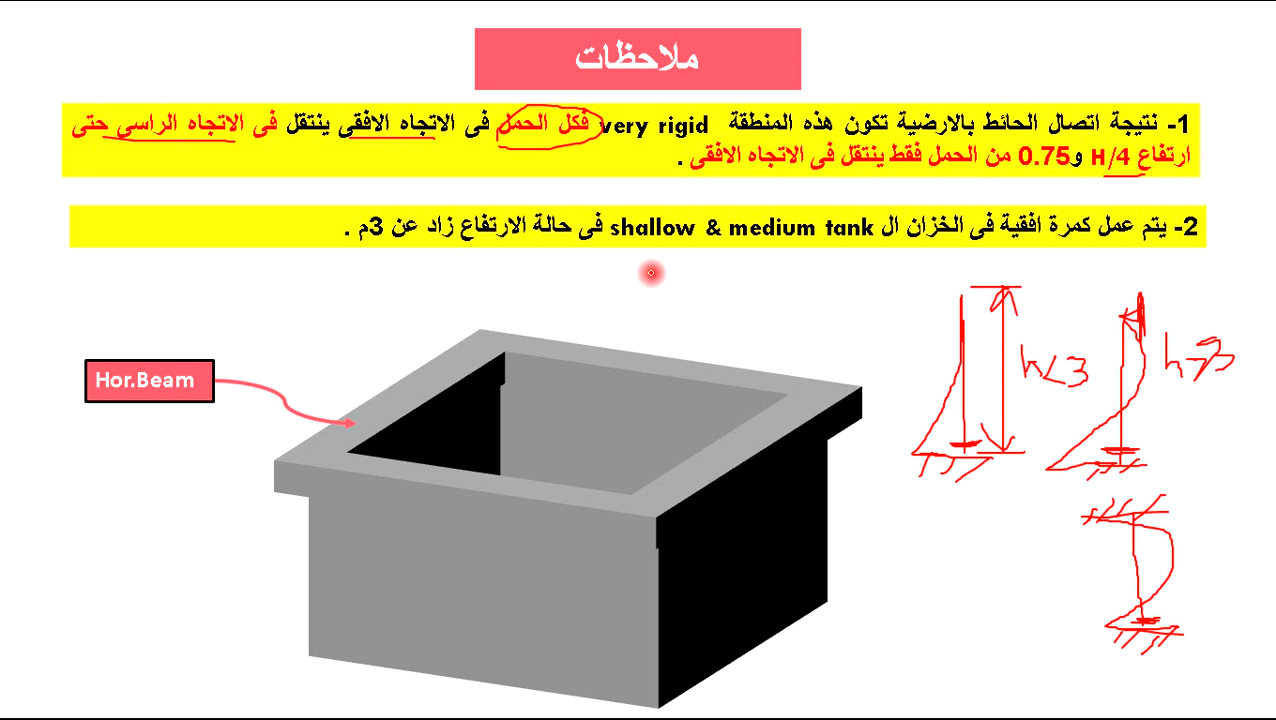 ملاحظات
1- نتيجة اتصال الحائط بالارضية تكون هذه المنطقة very rigid فكل الحمل فى الاتجاه الافقى ينتقل فى الاتجاه الراسى حتى
ارتفاع H/4 و0.75 من الحمل فقط ينتقل فى الاتجاه الافقى .
2- يتم عمل كمرة افقية فى الخزان ال shallow & medium tank فى حالة الارتفاع زاد عن 3م .
Hor.Beam
h<3
h>3